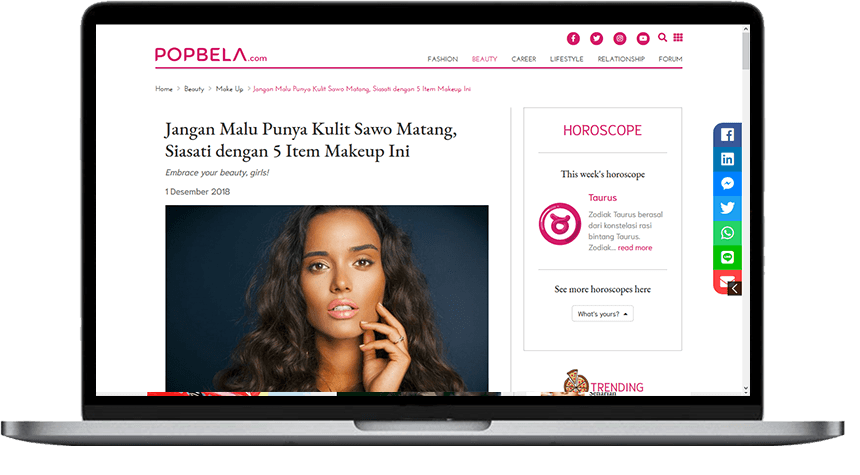 POPBELA.com
FASHION BEAUTY CAREER LIFESTYLE RELATIONSHIP FORUM
Home > Beauty > Make Up > Jangan Malu Punya Kulit Sawo Matang, Siasati dengan 5 Item Makeup Ini
Jangan Malu Punya Kulit Sawo Matang,
Siasati dengan 5 Item Makeup Ini
Embrace your beauty, girls!
1 Desember 2018
HOROSCOPE
This week's horoscope
Taurus
Zodiak Taurus berasal
dari konstelasi rasi
bintang Taurus.
Zodiak... read more
See more horoscopes here
What's yours?
TRENDING